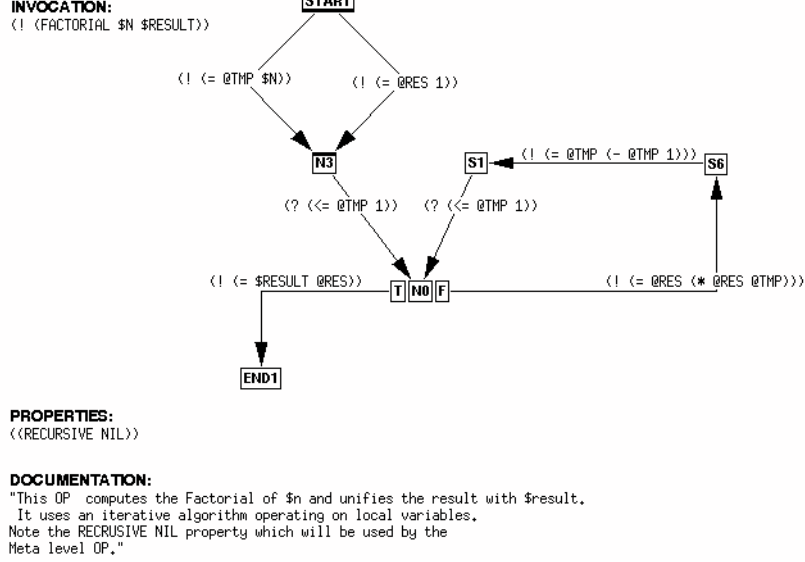 INVOCATION:
START1
(! (FACTORIAL $N $RESULT))
(! (= @TMP $N))
(! (= @RES 1))
N3
S1
(! (= @TMP (- @TMP 1)))
S6
(? (<= @TMP 1))
(? (<= @TMP 1))
(! (= $RESULT @RES))
T N0 F
(! (= @RES (* @RES @TMP)))
END1
PROPERTIES:
((RECURSIVE NIL))
DOCUMENTATION:
"This OP  computes the Factorial of $n and unifies the result with $result.
It uses an iterative algorithm operating on local variables.
Note the RECRUSIVE NIL property which will be used by the
Meta level OP."